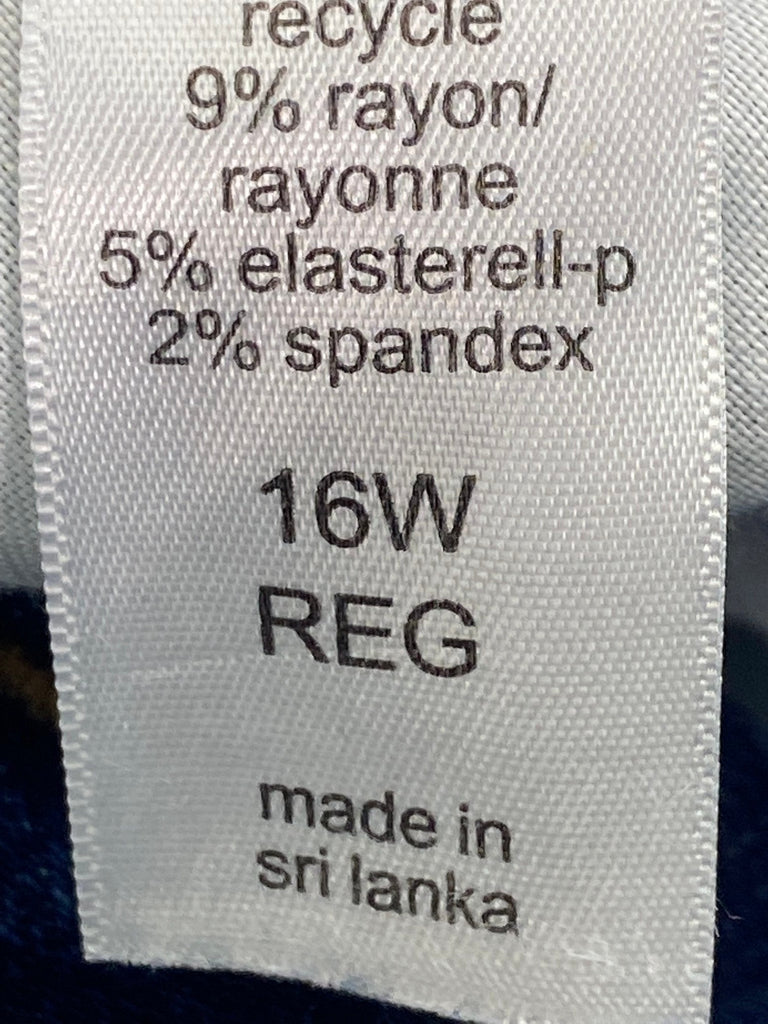 recycle
9% rayon/
rayonne
5% elasterell-p
2% spandex
16W
REG
made in
sri lanka